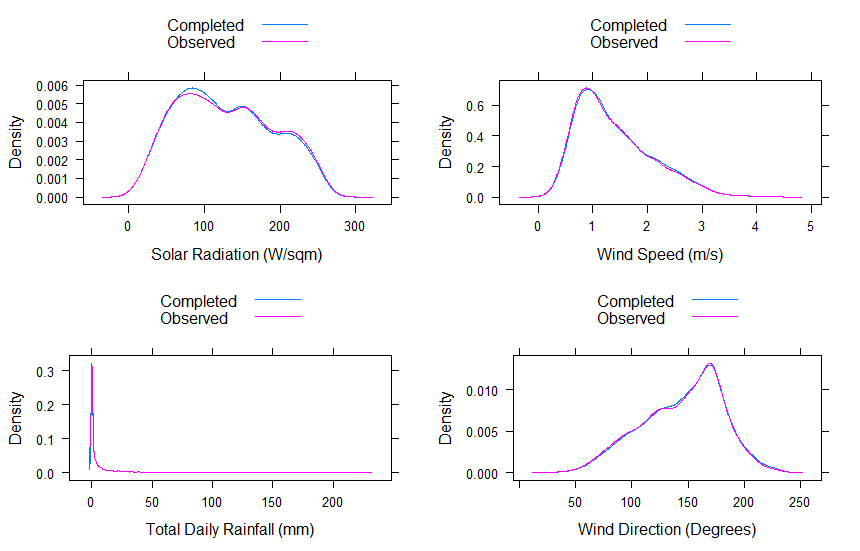 Completed
Observed
Density
0.006
0.005
0.004
0.003
0.002
0.001
0.000
0 100 200 300
Solar Radiation (W/sqm)
Completed
Observed
Density
0.6
0.4
0.2
0.0
0 1 2 3 4 5
Wind Speed (m/s)
Completed
Observed
Density
0.3
0.2
0.1
0.0
0 50 100 150 200
Total Daily Rainfall (mm)
Completed
Observed
Density
0.010
0.005
0.000
50 100 150 200 250
Wind Direction (Degrees)